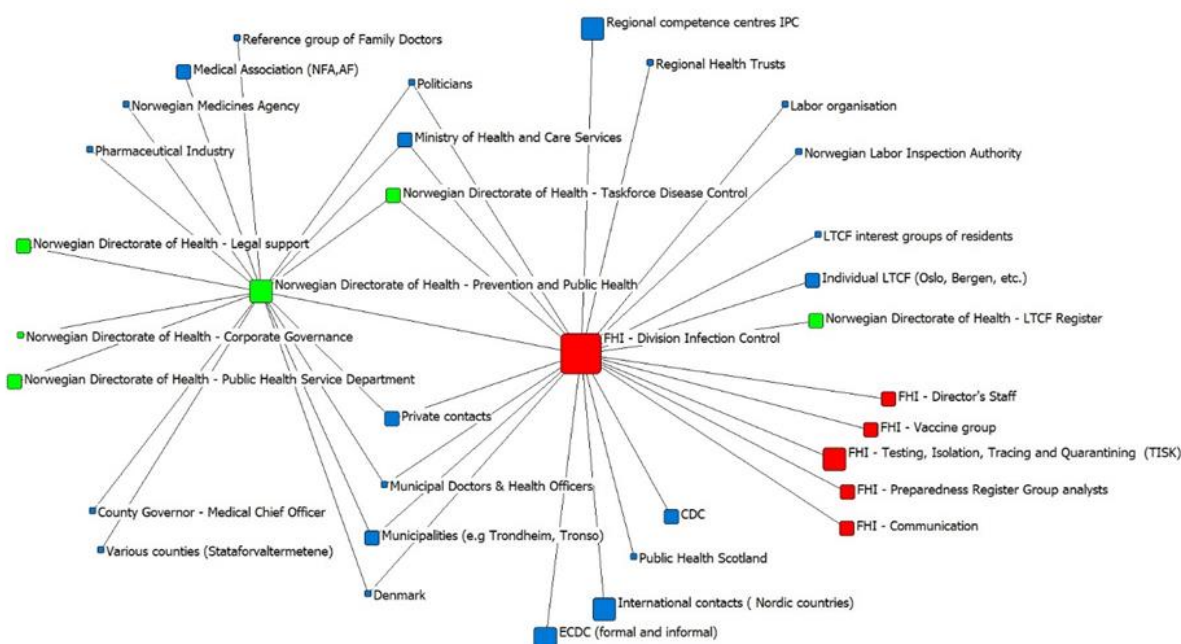 Regional competence centres IPC
Reference group of Family Doctors
Regional Health Trusts
Medical Association (NFA,AF)
Politicians
Norwegian Medicines Agency
Labor organisation
Ministry of Health and Care Services
Pharmaceutical Industry
Norwegian Labor Inspection Authority
Norwegian Directorate of Health - Taskforce Disease Control
LTCF interest groups of residents
Norwegian Directorate of Health - Legal support
Individual LTCF (Oslo, Bergen, etc.)
Norwegian Directorate of Health - Prevention and Public Health
Norwegian Directorate of Health - LTCF Register
Norwegian Directorate of Health - Corporate Governance
FHI - Division Infection Control
Norwegian Directorate of Health - Public Health Service Department
FHI - Director's Staff
Private contacts
FHI - Vaccine group
FHI - Testing, Isolation, Tracing and Quarantining (TISK)
Municipal Doctors & Health Officers
FHI - Preparedness Register Group analysts
County Governor - Medical Chief Officer
CDC
FHI - Communication
Municipalities (e.g Trondheim, Tronso)
Various counties (Stataforvaltermetene)
Public Health Scotland
Denmark
International contacts ( Nordic countries)
ECDC (formal and informal)